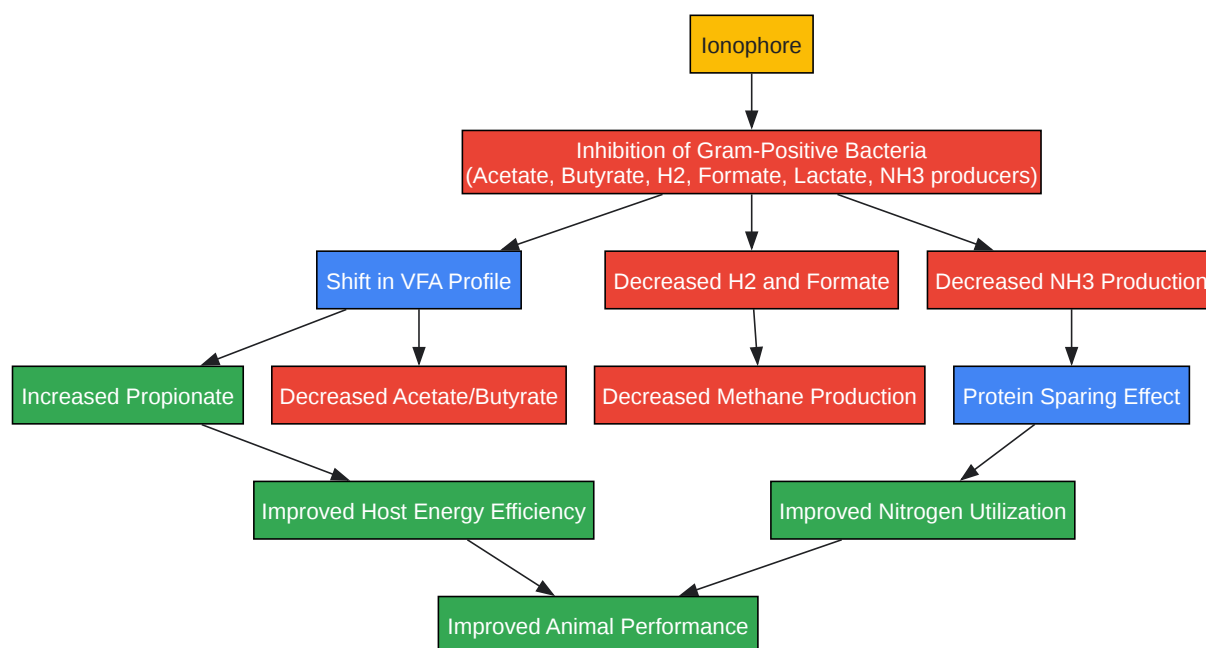 Ionophore
Inhibition of Gram-Positive Bacteria
(Acetate, Butyrate, H2, Formate, Lactate, NH3 producers)
Shift in VFA Profile
Decreased H2 and Formate
Decreased NH3 Production
Increased Propionate
Decreased Acetate/Butyrate
Decreased Methane Production
Protein Sparing Effect
Improved Host Energy Efficiency
Improved Nitrogen Utilization
Improved Animal Performance